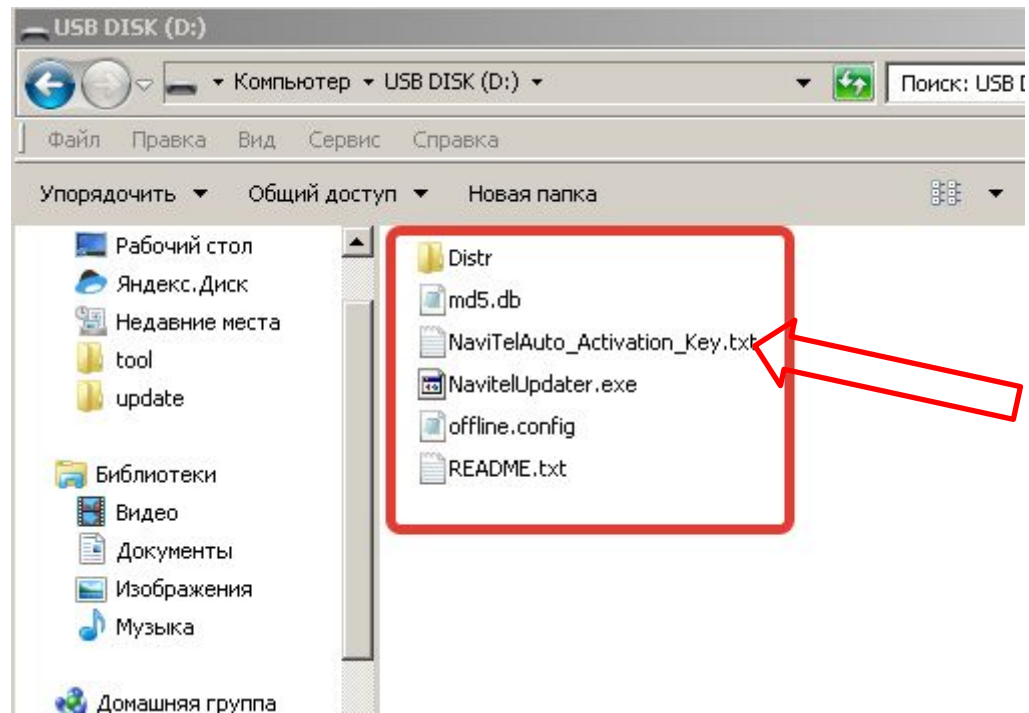 USB DISK (D:)
Компьютер USB DISK (D:)
Поиск: USB
Файл Правка Вид Сервис Справка
Упорядочить Общий доступ Новая папка
Рабочий стол
Яндекс.Диск
Недавние места
tool
update
Библиотеки
Видео
Документы
Изображения
Музыка
Домашняя группа
Distr
md5.db
NaviTelAuto_Activation_Key.txt
NavitelUpdater.exe
offline.config
README.txt